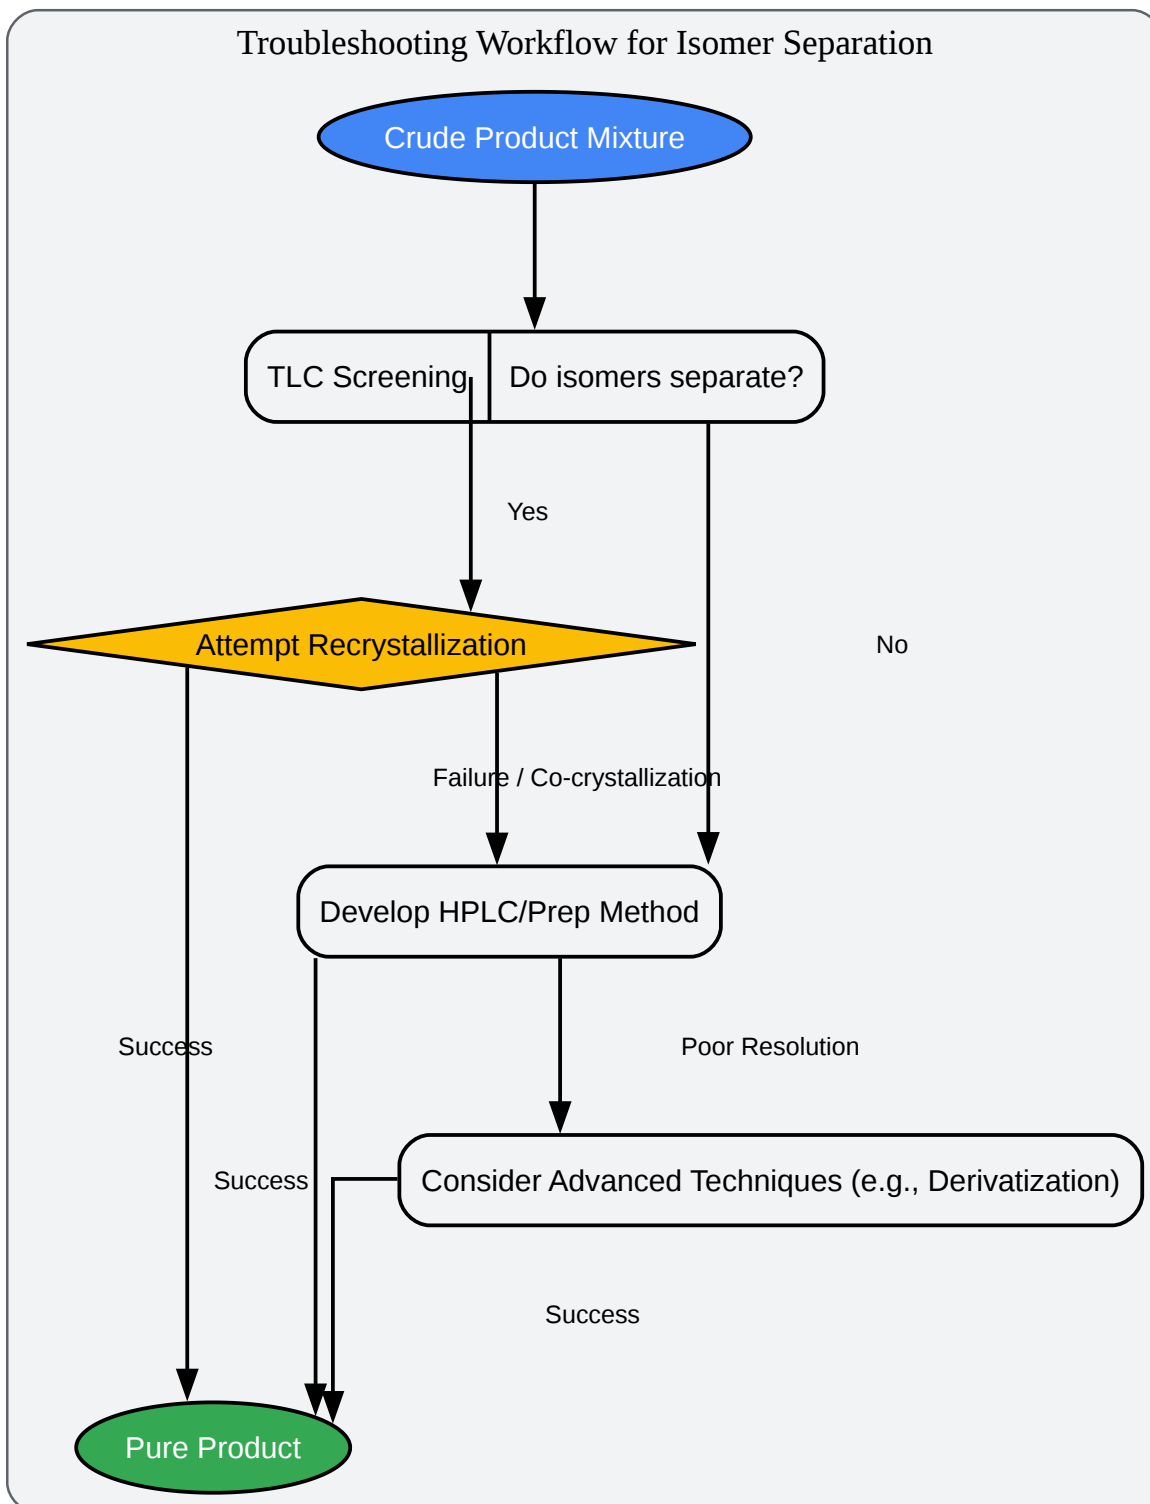 Troubleshooting Workflow for Isomer Separation
Crude Product Mixture
TLC Screening
Do isomers separate?
Yes
Attempt Recrystallization
No
Failure / Co-crystallization
Develop HPLC/Prep Method
Success
Poor Resolution
Success
Consider Advanced Techniques (e.g., Derivatization)
Success
Pure Product